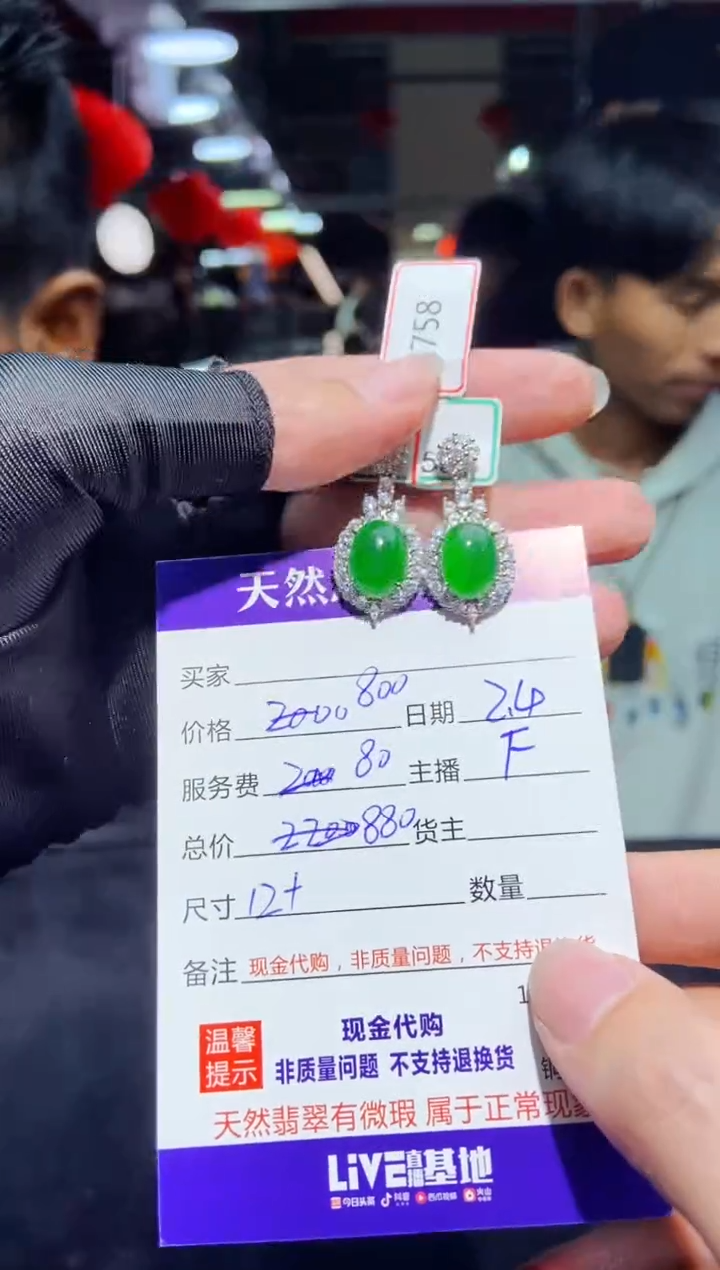 758
5
天然
买家
价格 2000 800 日期 2.4
服务费 200 80 主播 F
总价 2200 880 货主
尺寸 12+ 数量
备注 现金代购，非质量问题，不支持退换货
温馨提示
现金代购
非质量问题 不支持退换货
天然翡翠有微瑕 属于正常现象
LiVE直播基地
今日头条 抖音 西瓜视频 火山